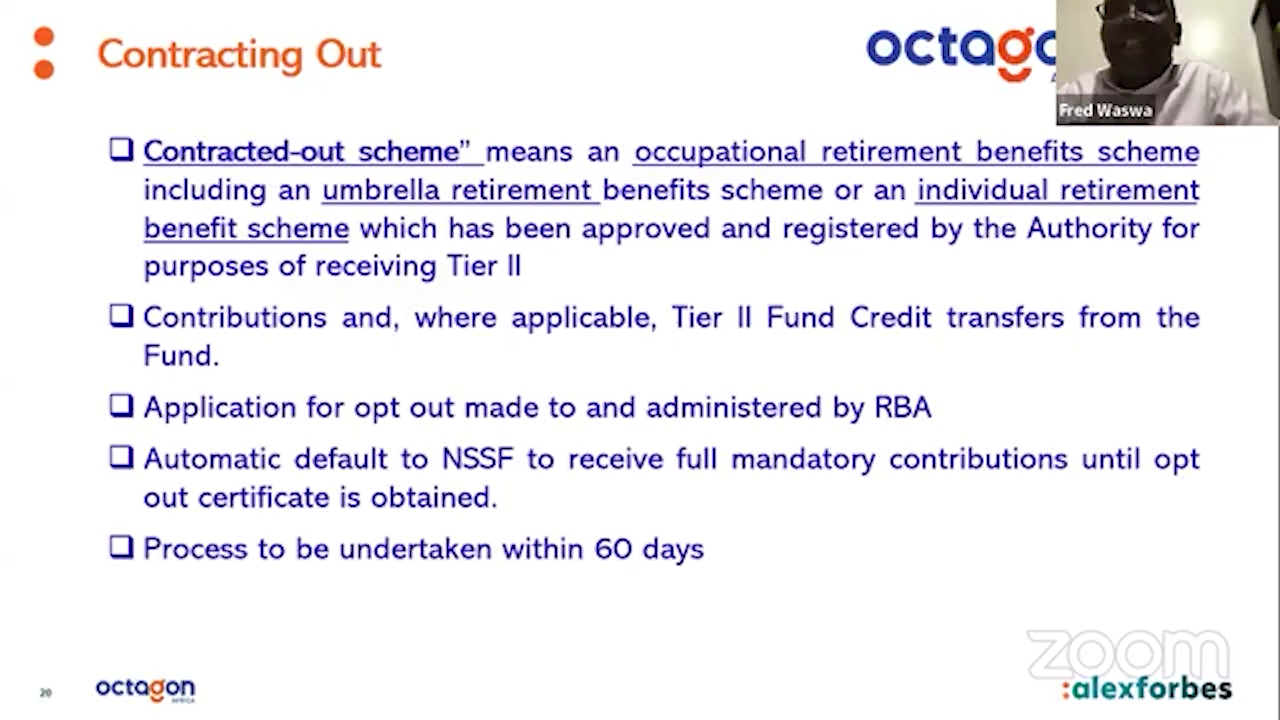 Contracting Out
octago
Fred Waswa
❑ Contracted-out scheme” means an occupational retirement benefits scheme
including an umbrella retirement benefits scheme or an individual retirement
benefit scheme which has been approved and registered by the Authority for
purposes of receiving Tier II
❑ Contributions and, where applicable, Tier II Fund Credit transfers from the
Fund.
❑ Application for opt out made to and administered by RBA
❑ Automatic default to NSSF to receive full mandatory contributions until opt
out certificate is obtained.
❑ Process to be undertaken within 60 days
zoom
20
octagon
AFRICA
:alexforbes